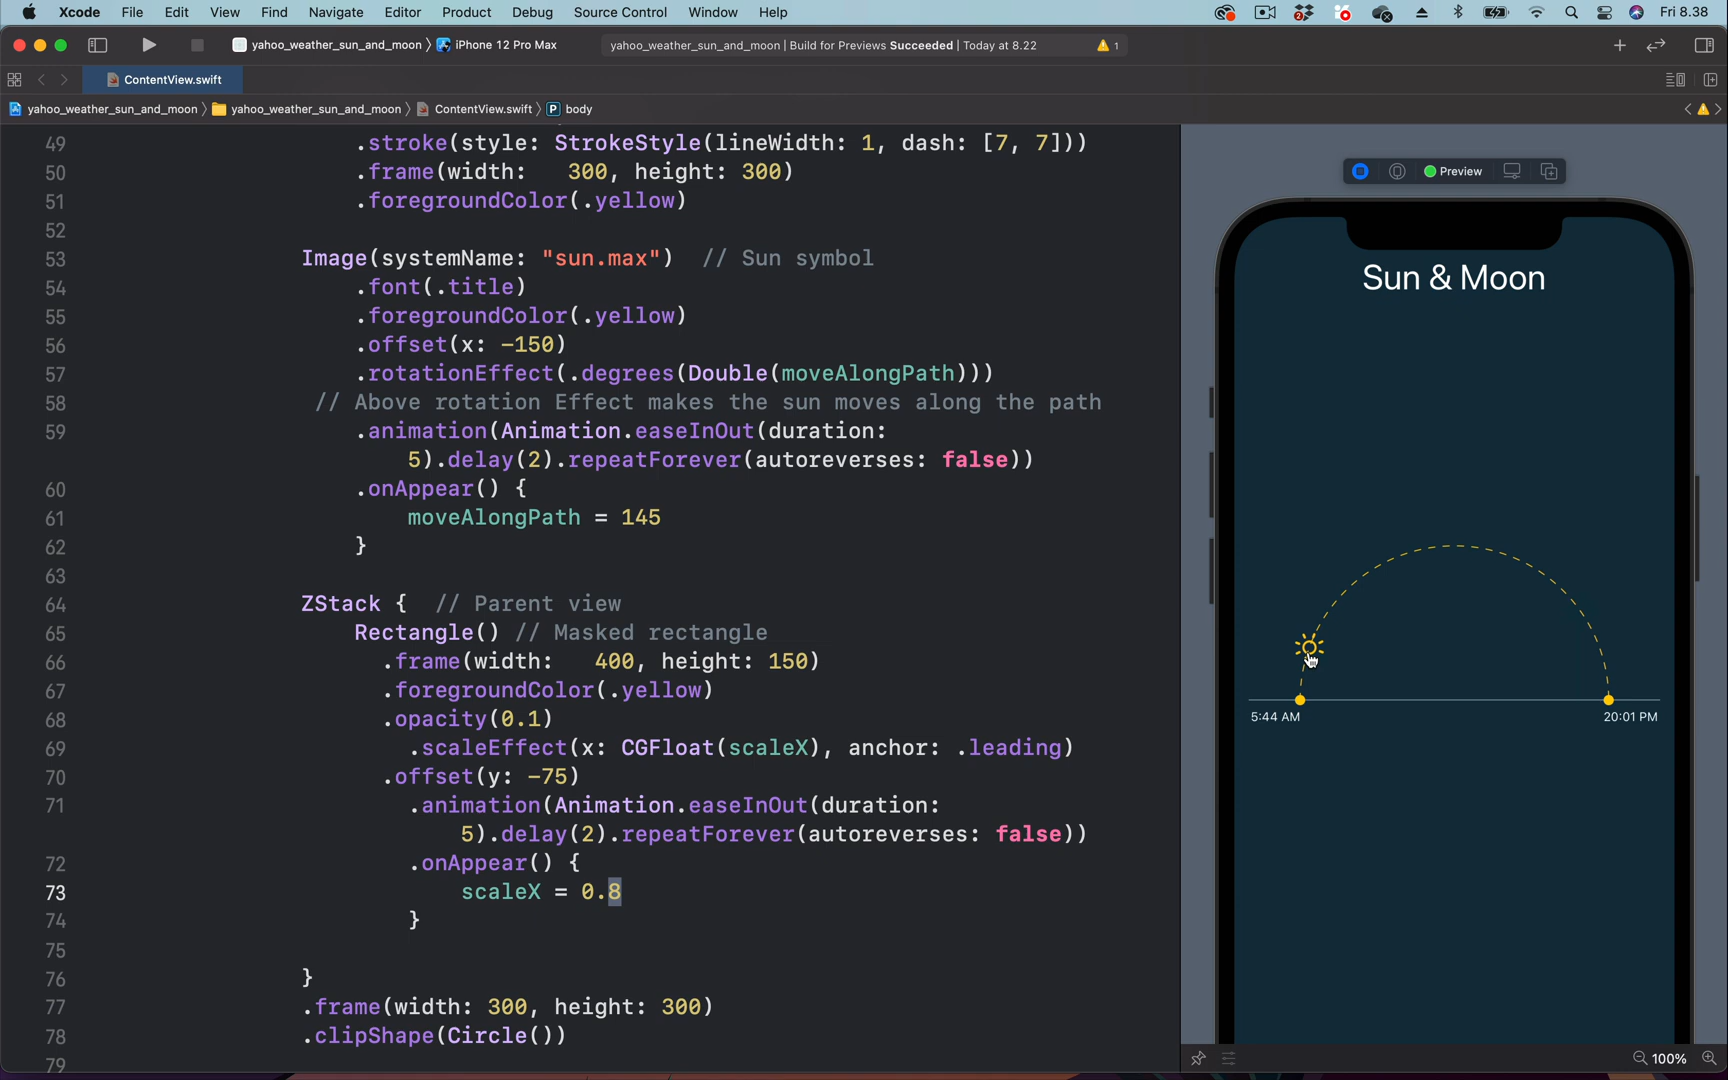 Xcode File Edit View Find Navigate Editor Product Debug Source Control Window Help Fri 8.38
yahoo_weather_sun_and_moon iPhone 12 Pro Max yahoo_weather_sun_and_moon | Build for Previews Succeeded | Today at 8.22 1
ContentView.swift
yahoo_weather_sun_and_moon yahoo_weather_sun_and_moon ContentView.swift P body
49 .stroke(style: StrokeStyle(lineWidth: 1, dash: [7, 7]))
50 .frame(width: 300, height: 300)
51 .foregroundColor(.yellow)
52
53 Image(systemName: "sun.max") // Sun symbol
54 .font(.title)
55 .foregroundColor(.yellow)
56 .offset(x: -150)
57 .rotationEffect(.degrees(Double(moveAlongPath)))
58 // Above rotation Effect makes the sun moves along the path
59 .animation(Animation.easeInOut(duration:
5).delay(2).repeatForever(autoreverses: false))
60 .onAppear() {
61 moveAlongPath = 145
62 }
63
64 ZStack { // Parent view
65 Rectangle() // Masked rectangle
66 .frame(width: 400, height: 150)
67 .foregroundColor(.yellow)
68 .opacity(0.1)
69 .scaleEffect(x: CGFloat(scaleX), anchor: .leading)
70 .offset(y: -75)
71 .animation(Animation.easeInOut(duration:
5).delay(2).repeatForever(autoreverses: false))
72 .onAppear() {
73 scaleX = 0.8
74 }
75
76 }
77 .frame(width: 300, height: 300)
78 .clipShape(Circle())
79
Preview
Sun & Moon
5:44 AM 20:01 PM
100%